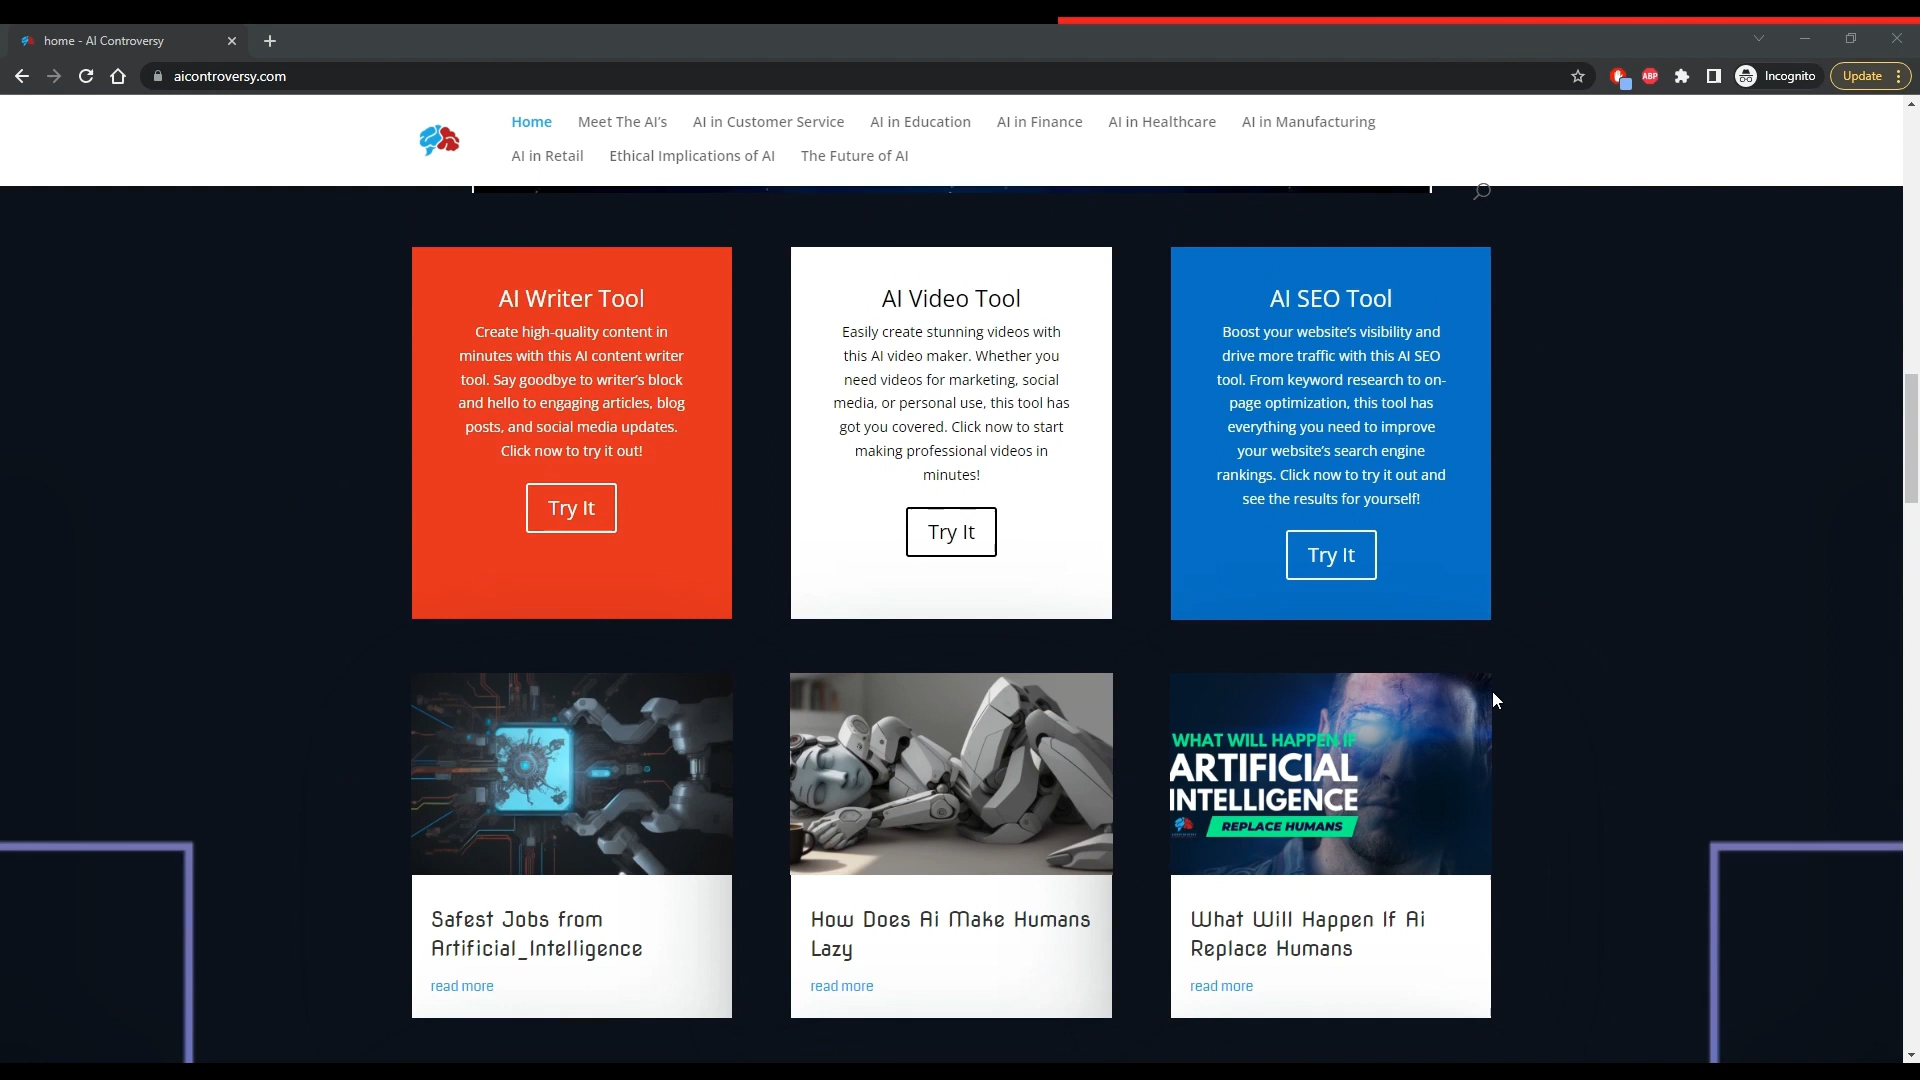 home - AI Controversy
aicontroversy.com
ABP
Incognito
Update
Home Meet The AI's AI in Customer Service AI in Education AI in Finance AI in Healthcare AI in Manufacturing
AI in Retail Ethical Implications of AI The Future of AI
AI Writer Tool
Create high-quality content in
minutes with this AI content writer
tool. Say goodbye to writer's block
and hello to engaging articles, blog
posts, and social media updates.
Click now to try it out!
Try It
AI Video Tool
Easily create stunning videos with
this AI video maker. Whether you
need videos for marketing, social
media, or personal use, this tool has
got you covered. Click now to start
making professional videos in
minutes!
Try It
AI SEO Tool
Boost your website's visibility and
drive more traffic with this AI SEO
tool. From keyword research to on-
page optimization, this tool has
everything you need to improve
your website's search engine
rankings. Click now to try it out and
see the results for yourself!
Try It
Safest Jobs from
Artificial_Intelligence
read more
How Does Ai Make Humans
Lazy
read more
WHAT WILL HAPPEN IF
ARTIFICIAL
INTELLIGENCE
REPLACE HUMANS
What Will Happen If Ai
Replace Humans
read more